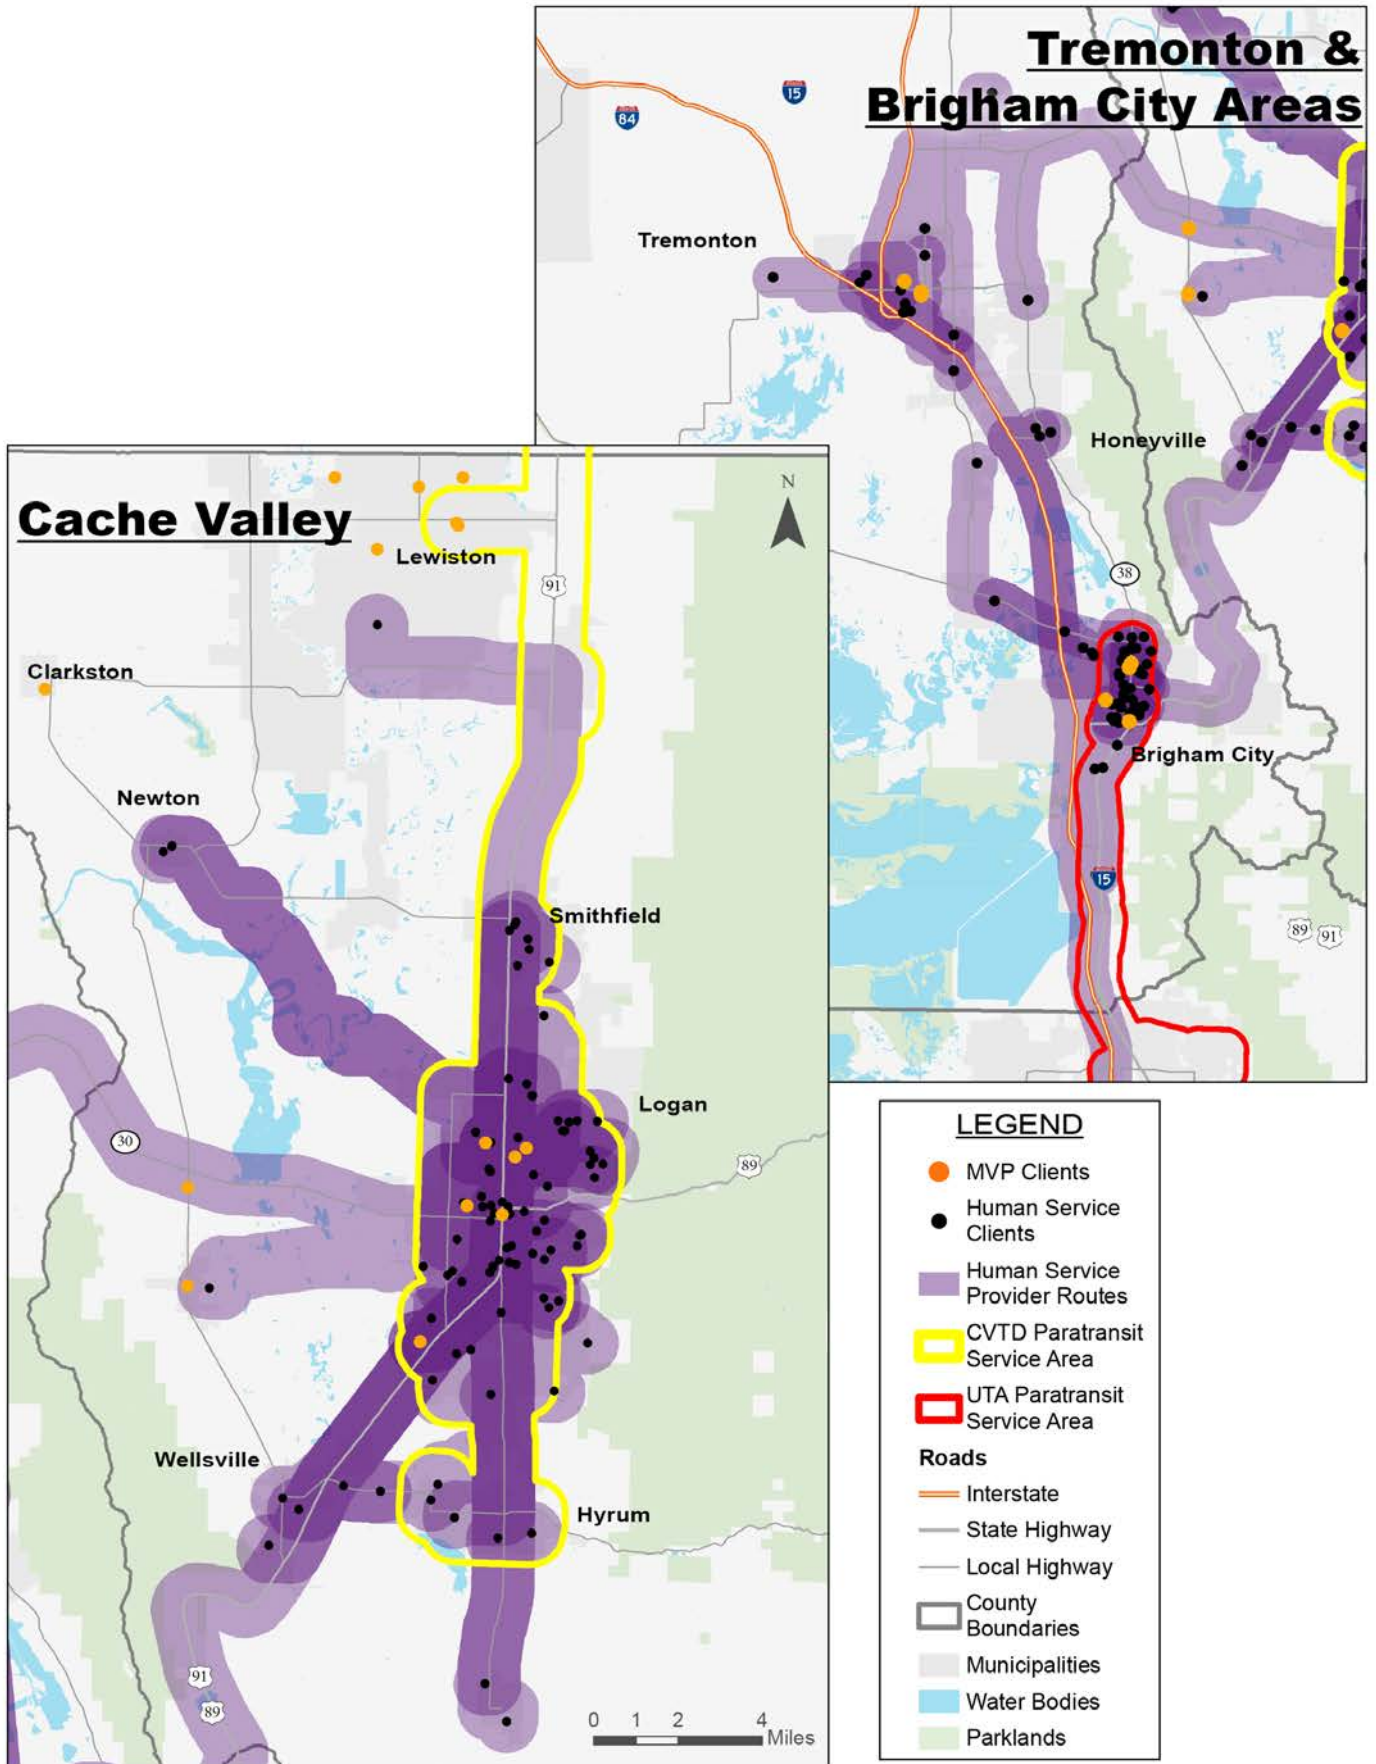 Tremonton &
Brigham City Areas
15
84
Tremonton
Honeyville
38
Brigham City
15
89
91
Cache Valley
N
Lewiston
91
Clarkston
Newton
Smithfield
Logan
30
89
Wellsville
Hyrum
91
89
0 1 2 4
Miles
LEGEND
MVP Clients
Human Service
Clients
Human Service
Provider Routes
CVTD Paratransit
Service Area
UTA Paratransit
Service Area
Roads
Interstate
State Highway
Local Highway
County
Boundaries
Municipalities
Water Bodies
Parklands